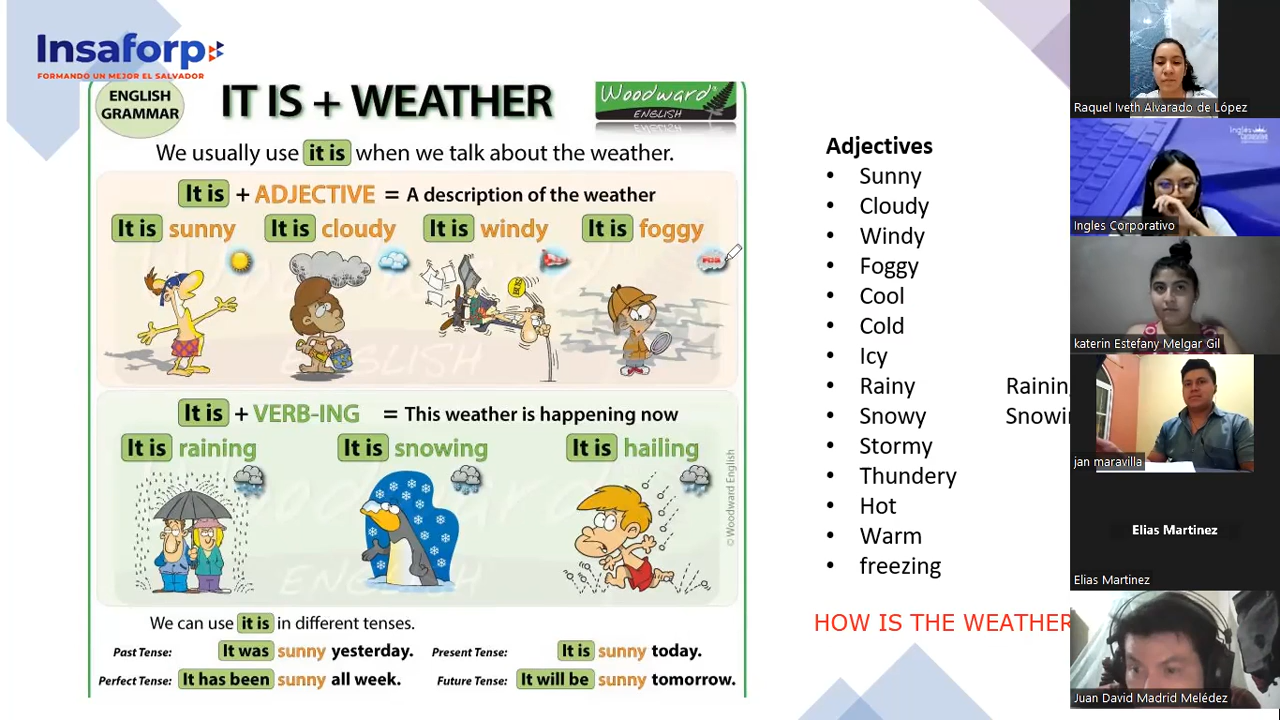 Insaforp
FORMANDO UN MEJOR EL SALVADOR
ENGLISH
GRAMMAR
IT IS + WEATHER
Woodward
ENGLISH
We usually use it is when we talk about the weather.
It is + ADJECTIVE = A description of the weather
It is sunny It is cloudy It is windy It is foggy
It is + VERB-ING = This weather is happening now
It is raining It is snowing It is hailing
© Woodward English
We can use it is in different tenses.
Past Tense: It was sunny yesterday. Present Tense: It is sunny today.
Perfect Tense: It has been sunny all week. Future Tense: It will be sunny tomorrow.
Adjectives
• Sunny
• Cloudy
• Windy
• Foggy
• Cool
• Cold
• Icy
• Rainy Rainin
• Snowy Snowin
• Stormy
• Thundery
• Hot
• Warm
• freezing
HOW IS THE WEATHER
Raquel Iveth Alvarado de López
Ingles Corporativo
katerin Estefany Melgar Gil
jan maravilla
Elias Martinez
Elias Martinez
Juan David Madrid Melédez